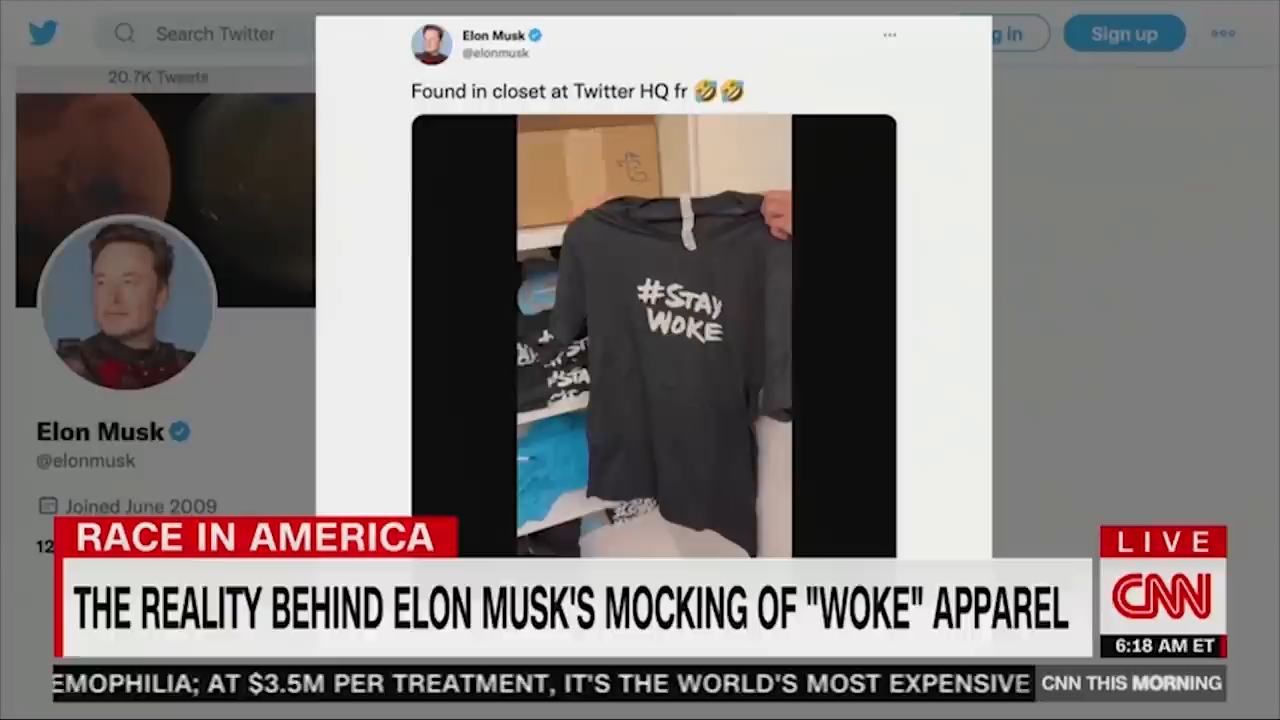 Search Twitter
g in
Sign up
20.7K Tweets
Elon Musk
@elonmusk
Found in closet at Twitter HQ fr 🤣🤣
#STAY
WOKE
Elon Musk
@elonmusk
Joined June 2009
12
RACE IN AMERICA
THE REALITY BEHIND ELON MUSK'S MOCKING OF "WOKE" APPAREL
LIVE
CNN
6:18 AM ET
EMOPHILIA; AT $3.5M PER TREATMENT, IT'S THE WORLD'S MOST EXPENSIVE
CNN THIS MORNING